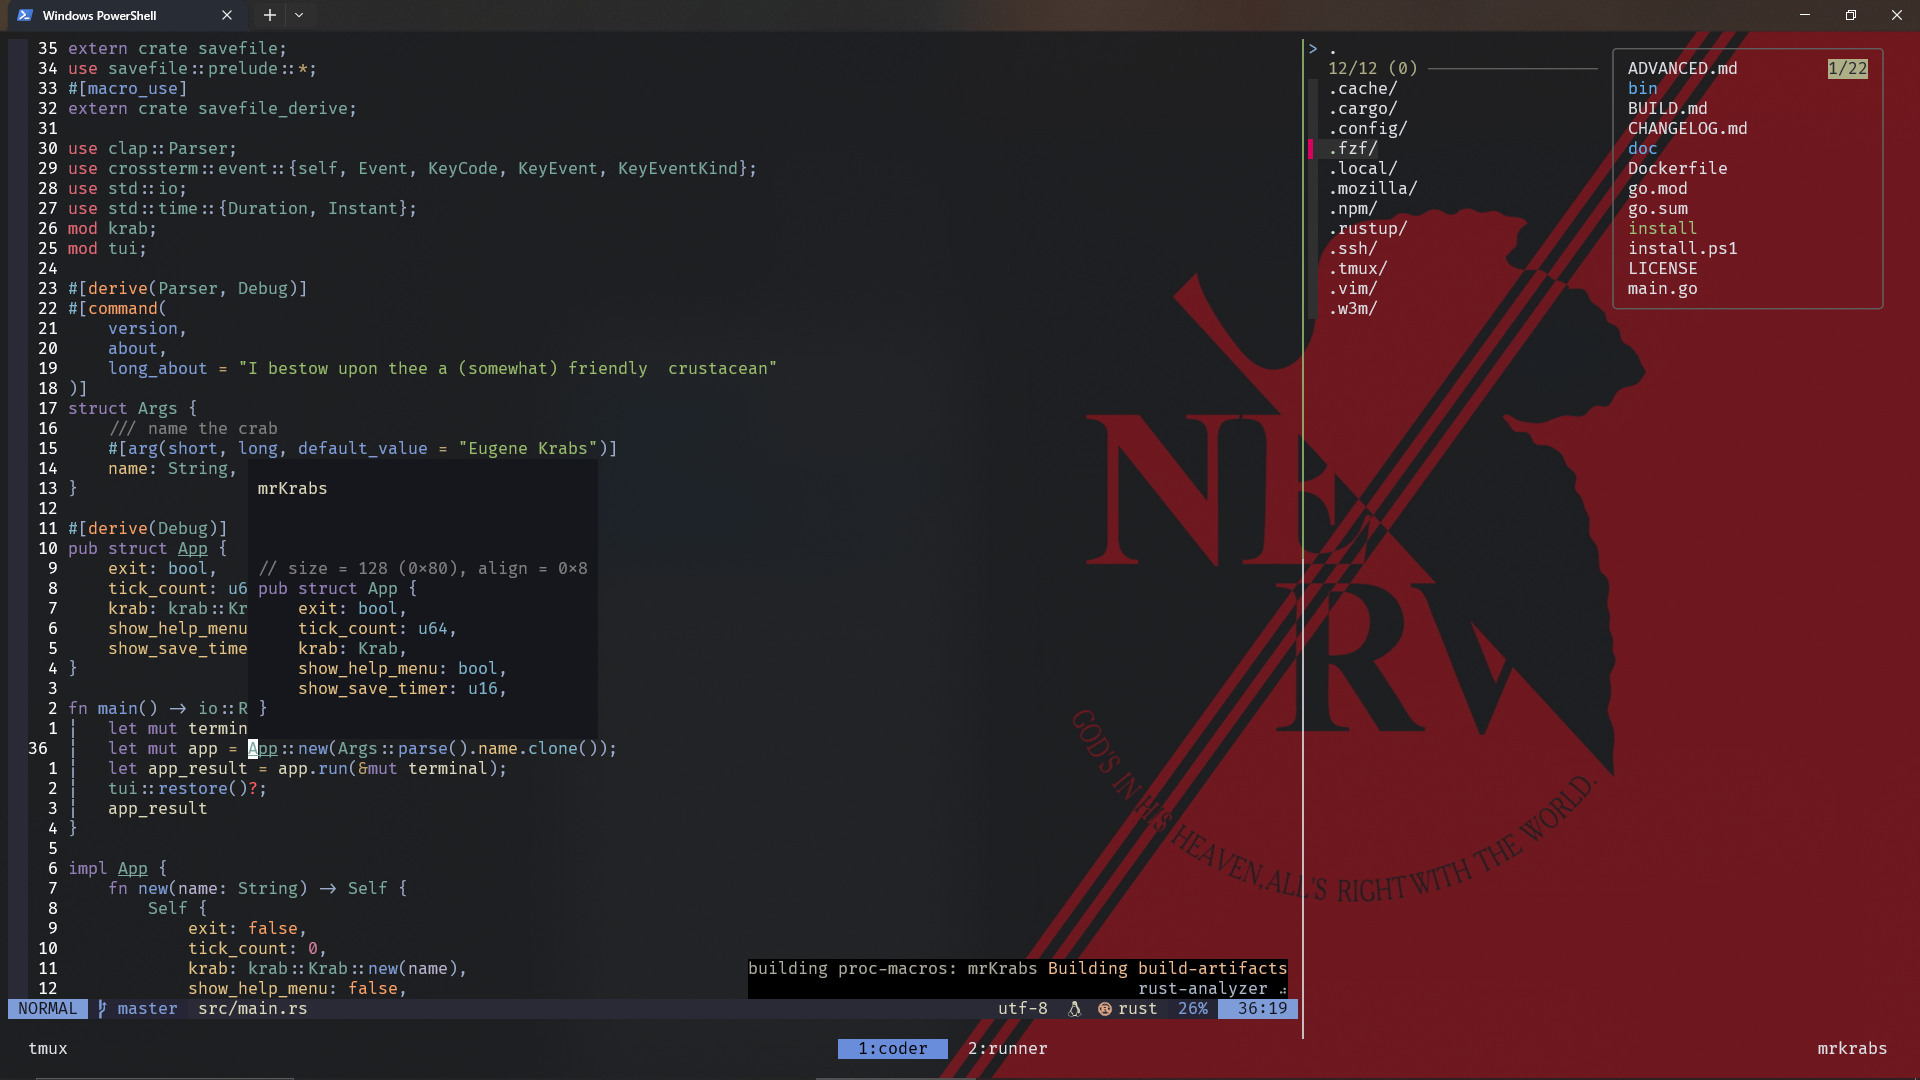 Windows PowerShell
35 extern crate savefile;
34 use savefile::prelude::*;
33 #[macro_use]
32 extern crate savefile_derive;
31
30 use clap::Parser;
29 use crossterm::event::{self, Event, KeyCode, KeyEvent, KeyEventKind};
28 use std::io;
27 use std::time::{Duration, Instant};
26 mod krab;
25 mod tui;
24
23 #[derive(Parser, Debug)]
22 #[command(
21     version,
20     about,
19     long_about = "I bestow upon thee a (somewhat) friendly  crustacean"
18 )]
17 struct Args {
16     /// name the crab
15     #[arg(short, long, default_value = "Eugene Krabs")]
14     name: String,
13 }
12
11 #[derive(Debug)]
10 pub struct App {
9     exit: bool,
8     tick_count: u6
7     krab: krab::Kr
6     show_help_menu
5     show_save_time
4 }
3
2 fn main() -> io::R
1     let mut termin
36     let mut app = App::new(Args::parse().name.clone());
1     let app_result = app.run(&mut terminal);
2     tui::restore()?;
3     app_result
4 }
5
6 impl App {
7     fn new(name: String) -> Self {
8         Self {
9             exit: false,
10             tick_count: 0,
11             krab: krab::Krab::new(name),
12             show_help_menu: false,
mrKrabs
// size = 128 (0×80), align = 0×8
pub struct App {
    exit: bool,
    tick_count: u64,
    krab: Krab,
    show_help_menu: bool,
    show_save_timer: u16,
}
building proc-macros: mrKrabs Building build-artifacts
rust-analyzer
NORMAL master src/main.rs utf-8 rust 26% 36:19
> .
12/12 (0)
.cache/
.cargo/
.config/
.fzf/
.local/
.mozilla/
.npm/
.rustup/
.ssh/
.tmux/
.vim/
.w3m/
ADVANCED.md 1/22
bin
BUILD.md
CHANGELOG.md
doc
Dockerfile
go.mod
go.sum
install
install.ps1
LICENSE
main.go
NERV
GOD'S IN HIS HEAVEN, ALL'S RIGHT WITH THE WORLD.
tmux 1:coder 2:runner mrkrabs